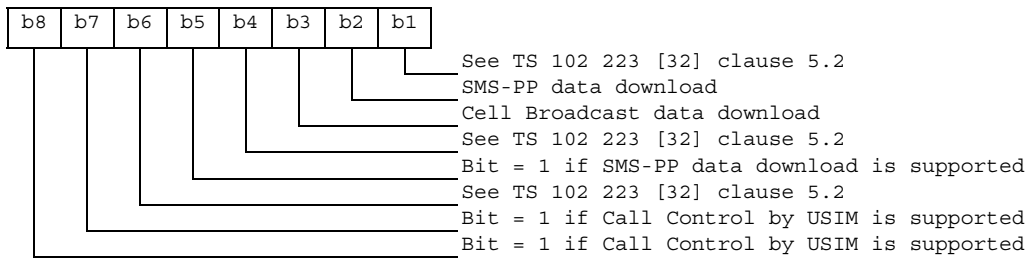 b8 b7 b6 b5 b4 b3 b2 b1
See TS 102 223 [32] clause 5.2
SMS-PP data download
Cell Broadcast data download
See TS 102 223 [32] clause 5.2
Bit = 1 if SMS-PP data download is supported
See TS 102 223 [32] clause 5.2
Bit = 1 if Call Control by USIM is supported
Bit = 1 if Call Control by USIM is supported